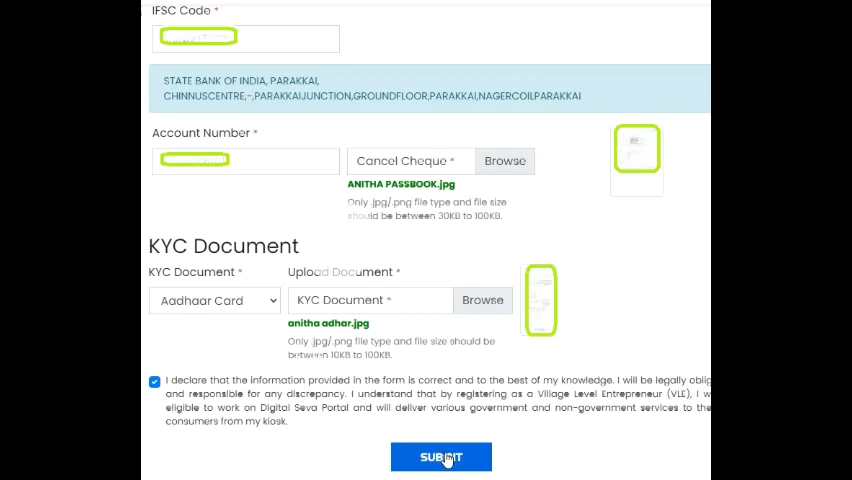 IFSC Code *
STATE BANK OF INDIA, PARAKKAI,
CHINNUSCENTRE,-,PARAKKAIJUNCTION,GROUNDFLOOR,PARAKKAI,NAGERCOILPARAKKAI
Account Number *
Cancel Cheque * Browse
ANITHA PASSBOOK.jpg
Only .jpg/.png file type and file size
should be between 30KB to 100KB.
KYC Document
KYC Document * Upload Document *
Aadhaar Card KYC Document * Browse
anitha adhar.jpg
Only .jpg/.png file type and file size should be
between 10KB to 100KB.
I declare that the information provided in the form is correct and to the best of my knowledge. I will be legally oblig
and responsible for any discrepancy. I understand that by registering as a Village Level Entrepreneur (VLE), I w
eligible to work on Digital Seva Portal and will deliver various government and non-government services to the
consumers from my kiosk.
SUBMIT